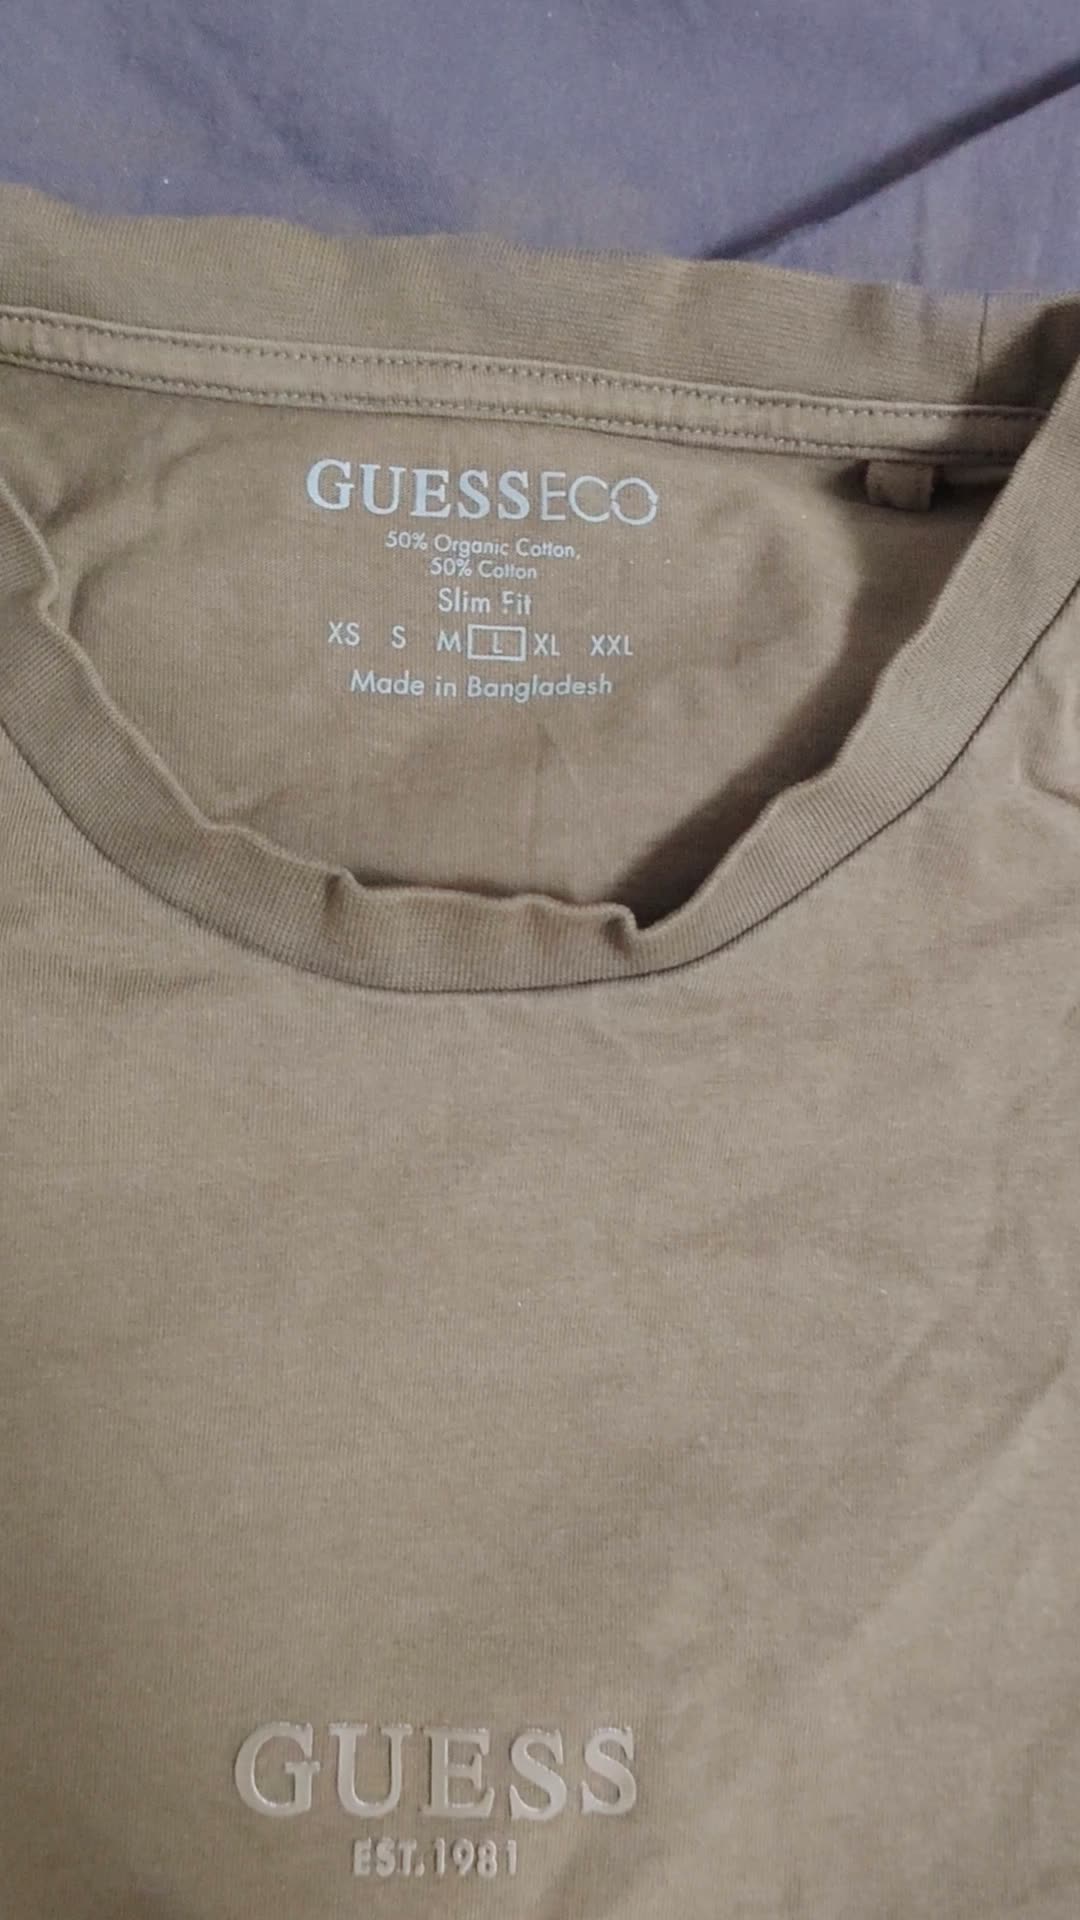 GUESSECO
50% Organic Cotton,
50% Cotton
Slim Fit
XS S M L XL XXL
Made in Bangladesh
GUESS
EST.1981